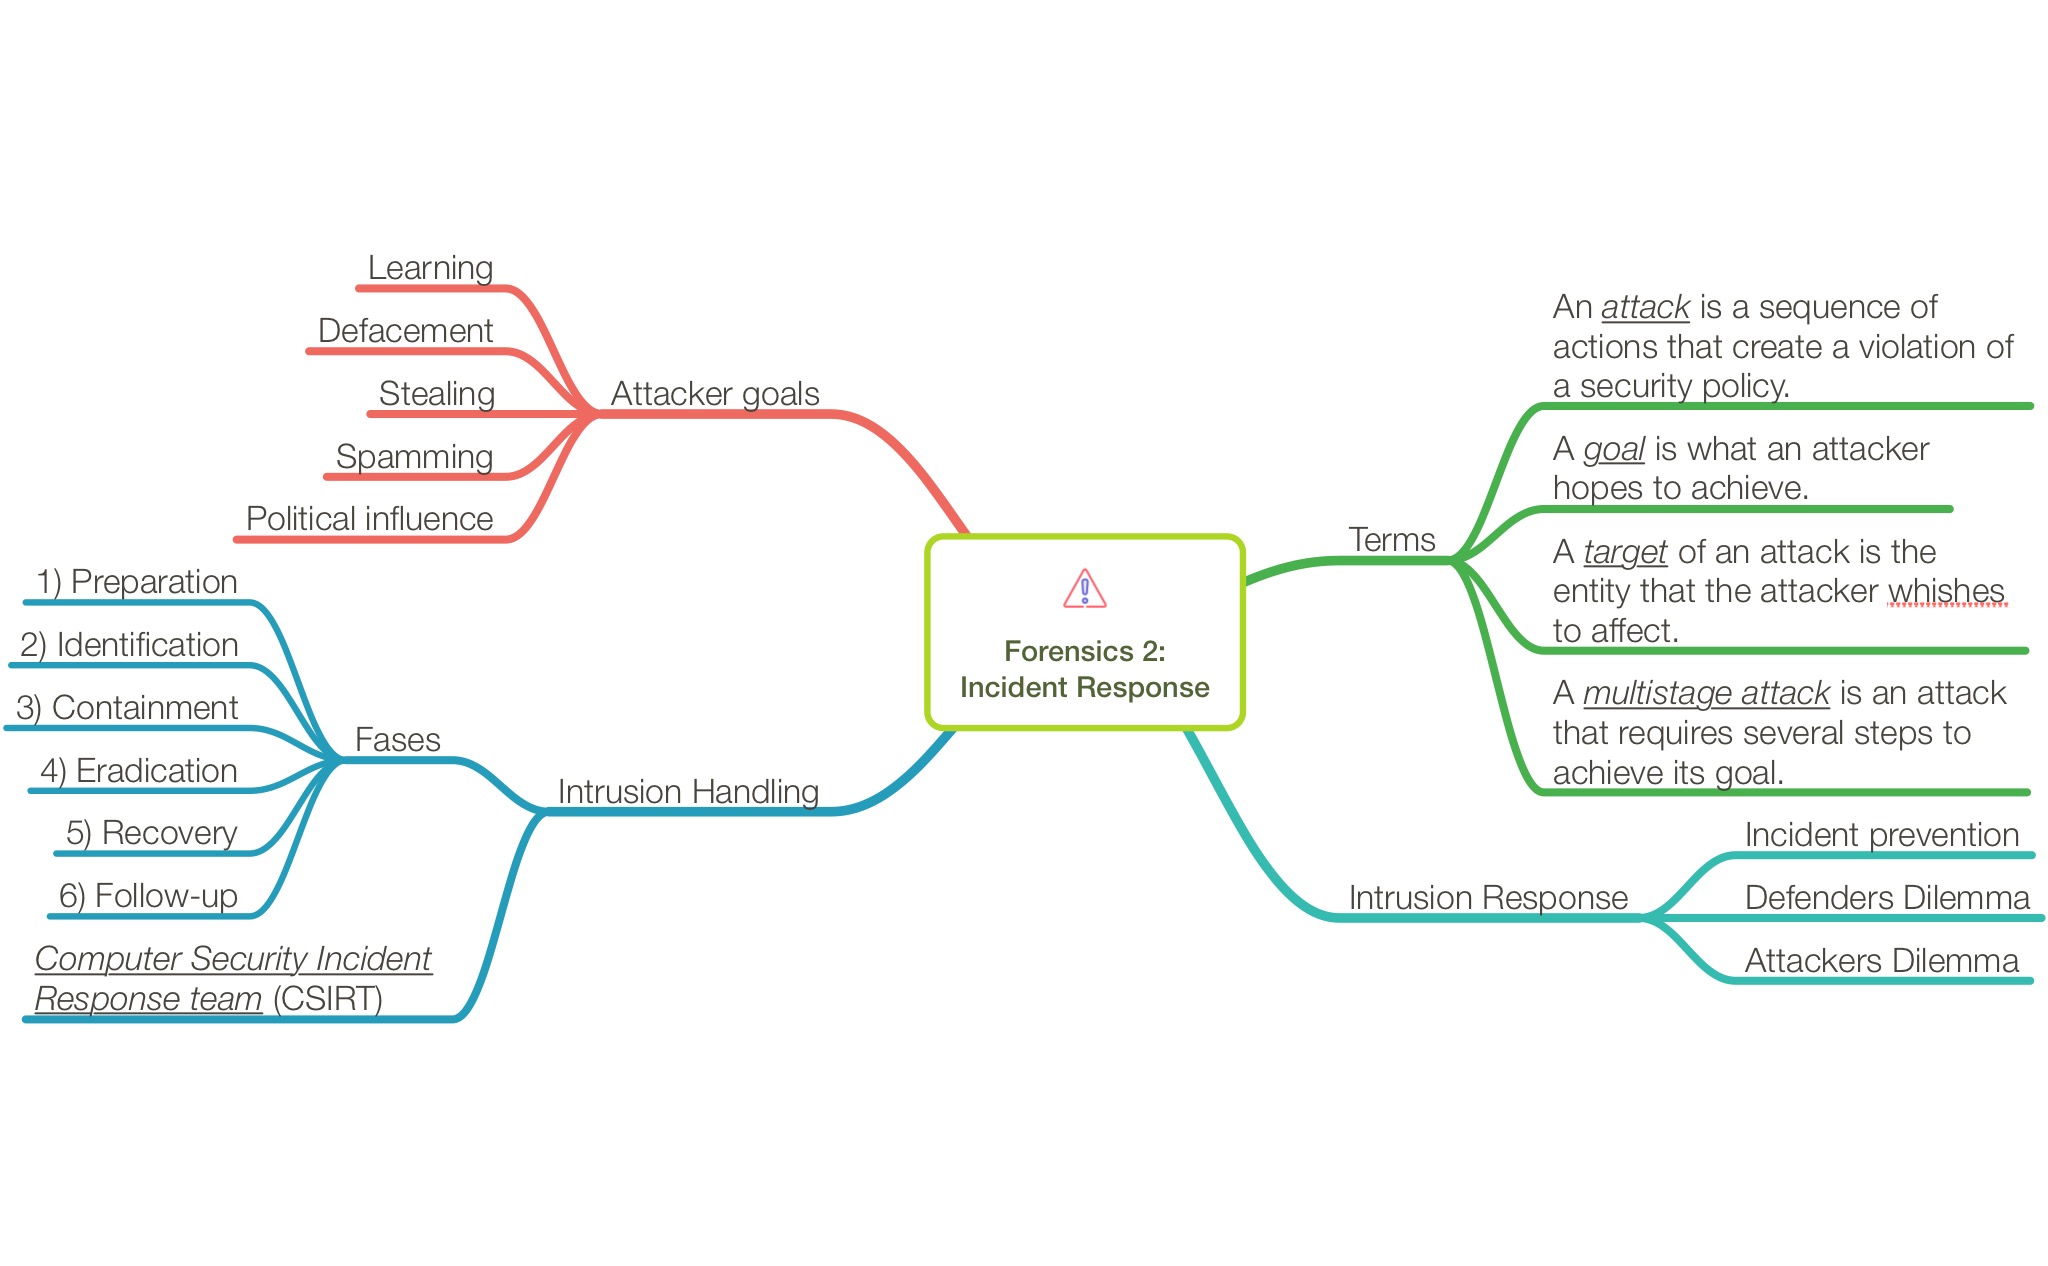 Forensics 2:
Incident Response
Attacker goals
Learning
Defacement
Stealing
Spamming
Political influence
Intrusion Handling
Fases
1) Preparation
2) Identification
3) Containment
4) Eradication
5) Recovery
6) Follow-up
Computer Security Incident
Response team (CSIRT)
Terms
An attack is a sequence of
actions that create a violation of
a security policy.
A goal is what an attacker
hopes to achieve.
A target of an attack is the
entity that the attacker whishes
to affect.
A multistage attack is an attack
that requires several steps to
achieve its goal.
Intrusion Response
Incident prevention
Defenders Dilemma
Attackers Dilemma